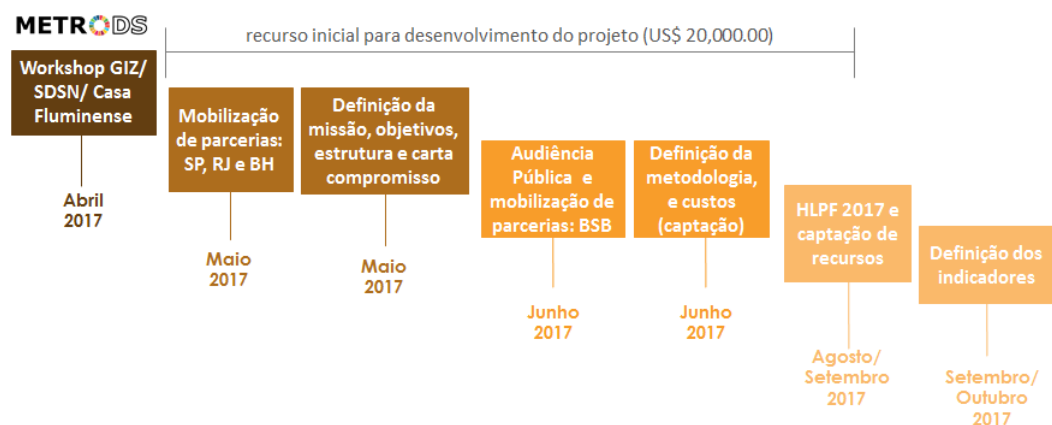 METRODS
recurso inicial para desenvolvimento do projeto (US$ 20,000.00)
Workshop GIZ/
SDSN/ Casa
Fluminense
Abril
2017
Mobilização
de parcerias:
SP, RJ e BH
Maio
2017
Definição da
missão, objetivos,
estrutura e carta
compromisso
Maio
2017
Audiência
Pública e
mobilização de
parcerias: BSB
Junho
2017
Definição da
metodologia,
e custos
(captação)
Junho
2017
HLPF 2017 e
captação de
recursos
Agosto/
Setembro
2017
Definição dos
indicadores
Setembro/
Outubro
2017